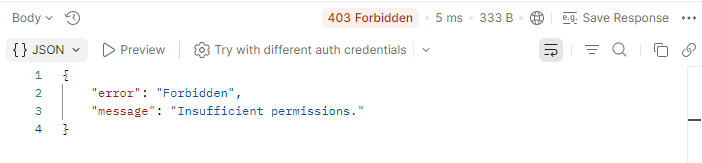 Body 403 Forbidden • 5 ms • 333 B • e.g. Save Response
{} JSON Preview Try with different auth credentials
1 {
2 "error": "Forbidden",
3 "message": "Insufficient permissions."
4 }